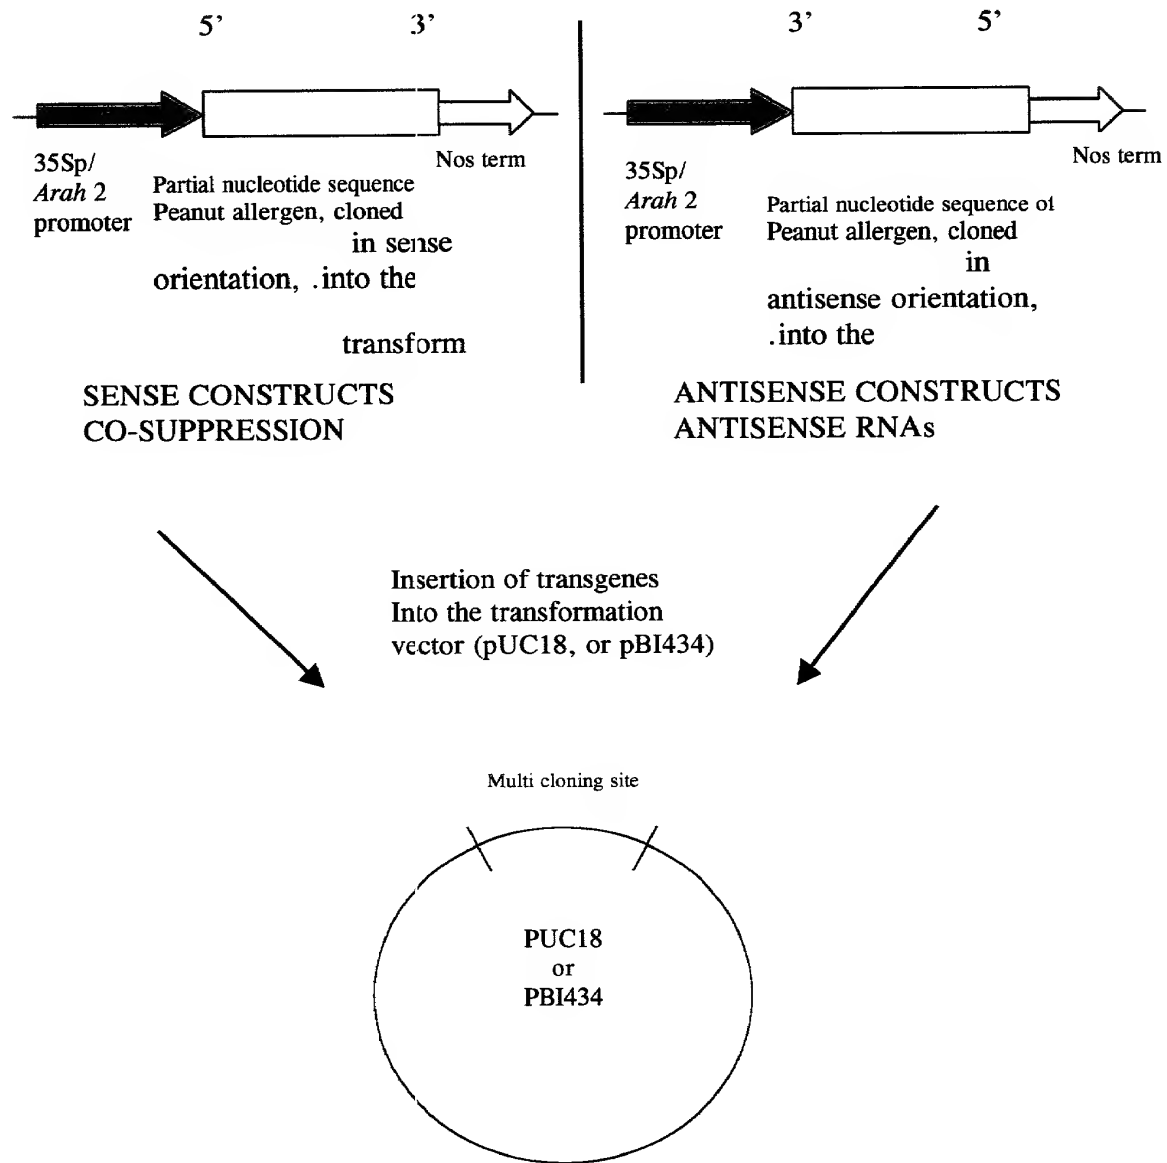 5’ 3’
35Sp/
Arah 2
promoter
Nos term
Partial nucleotide sequence
Peanut allergen, cloned
in sense
orientation, .into the
transform
SENSE CONSTRUCTS
CO-SUPPRESSION
3’ 5’
35Sp/
Arah 2
promoter
Nos term
Partial nucleotide sequence of
Peanut allergen, cloned
in
antisense orientation,
.into the
ANTISENSE CONSTRUCTS
ANTISENSE RNAs
Insertion of transgenes
Into the transformation
vector (pUC18, or pBI434)
Multi cloning site
PUC18
or
PBI434